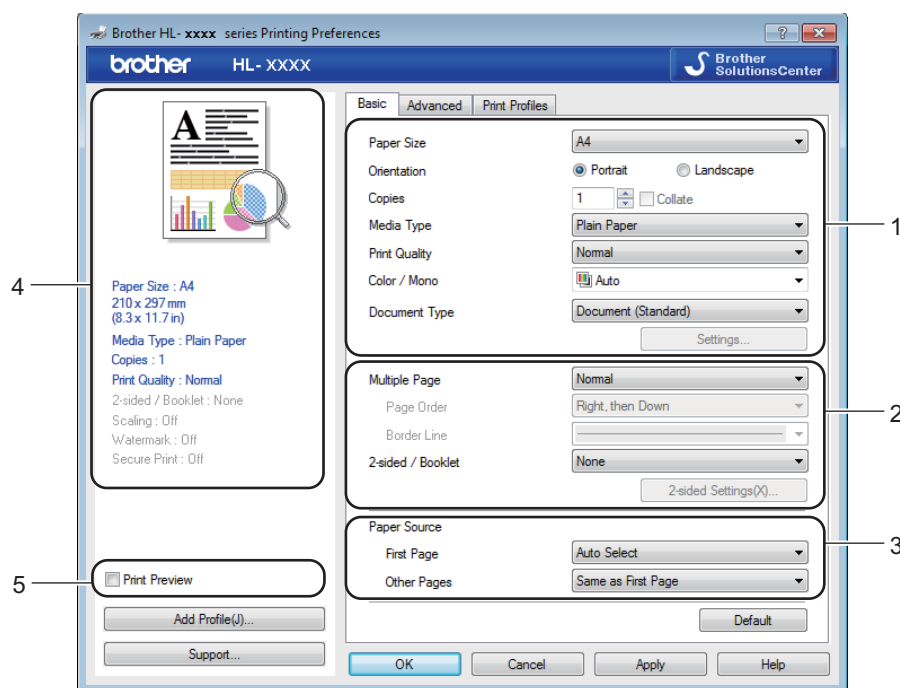 Brother HL- xxxx series Printing Preferences
brother HL- XXXX
Brother SolutionsCenter
A
Paper Size : A4
210 x 297 mm
(8.3 x 11.7 in)
Media Type : Plain Paper
Copies : 1
Print Quality : Normal
2-sided / Booklet : None
Scaling : Off
Watermark : Off
Secure Print : Off
4
Print Preview
5
Add Profile(J)...
Support...
Basic Advanced Print Profiles
Paper Size A4
Orientation Portrait Landscape
Copies 1 Collate
Media Type Plain Paper
1
Print Quality Normal
Color / Mono Auto
Document Type Document (Standard)
Settings...
Multiple Page Normal
Page Order Right, then Down
2
Border Line
2-sided / Booklet None
2-sided Settings(X)...
Paper Source
First Page Auto Select
3
Other Pages Same as First Page
Default
OK Cancel Apply Help